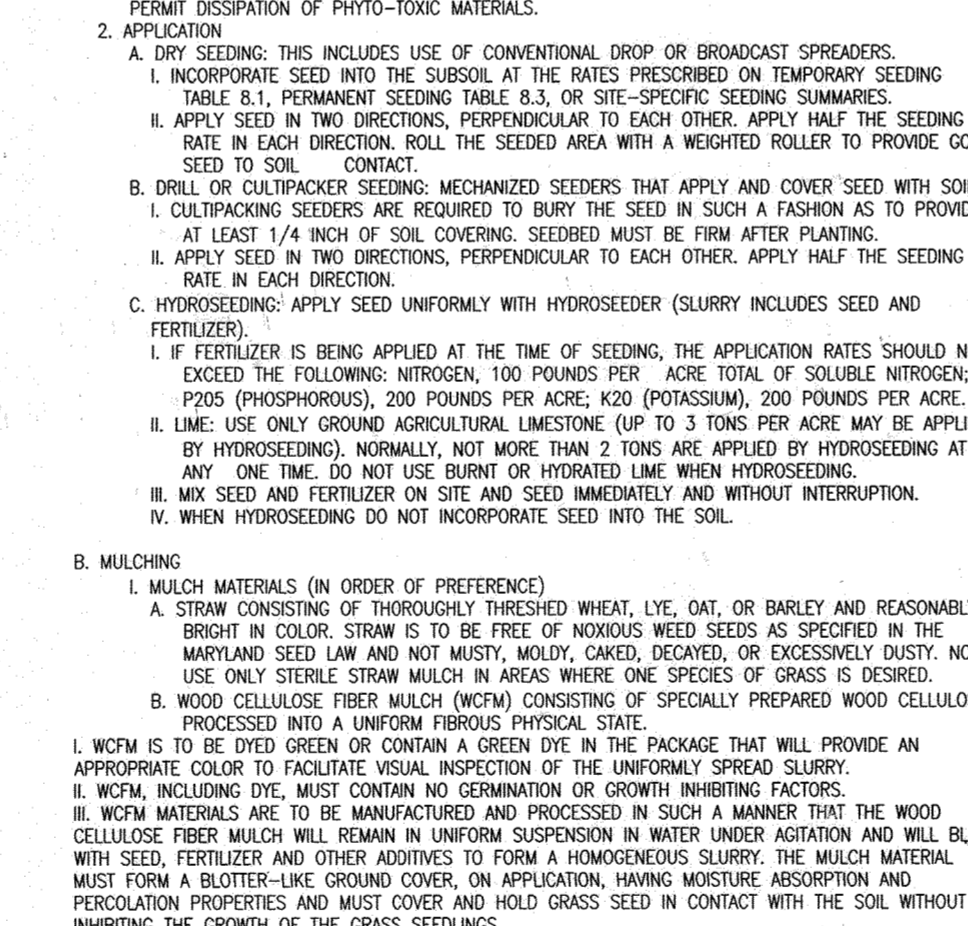 PERMIT DISSIPATION OF PHYTO-TOXIC MATERIALS.
2. APPLICATION
A. DRY SEEDING: THIS INCLUDES USE OF CONVENTIONAL DROP OR BROADCAST SPREADERS.
I. INCORPORATE SEED INTO THE SUBSOIL AT THE RATES PRESCRIBED ON TEMPORARY SEEDING
TABLE 8.1, PERMANENT SEEDING TABLE 8.3, OR SITE-SPECIFIC SEEDING SUMMARIES.
II. APPLY SEED IN TWO DIRECTIONS, PERPENDICULAR TO EACH OTHER. APPLY HALF THE SEEDING
RATE IN EACH DIRECTION. ROLL THE SEEDED AREA WITH A WEIGHTED ROLLER TO PROVIDE GO
SEED TO SOIL CONTACT.
B. DRILL OR CULTIPACKER SEEDING: MECHANIZED SEEDERS THAT APPLY AND COVER SEED WITH SOI
I. CULTIPACKING SEEDERS ARE REQUIRED TO BURY THE SEED IN SUCH A FASHION AS TO PROVID
AT LEAST 1/4 INCH OF SOIL COVERING. SEEDBED MUST BE FIRM AFTER PLANTING.
II. APPLY SEED IN TWO DIRECTIONS, PERPENDICULAR TO EACH OTHER. APPLY HALF THE SEEDING
RATE IN EACH DIRECTION.
C. HYDROSEEDING: APPLY SEED UNIFORMLY WITH HYDROSEEDER (SLURRY INCLUDES SEED AND
FERTILIZER).
I. IF FERTILIZER IS BEING APPLIED AT THE TIME OF SEEDING, THE APPLICATION RATES SHOULD N
EXCEED THE FOLLOWING: NITROGEN, 100 POUNDS PER ACRE TOTAL OF SOLUBLE NITROGEN;
P205 (PHOSPHOROUS), 200 POUNDS PER ACRE; K20 (POTASSIUM), 200 POUNDS PER ACRE.
II. LIME: USE ONLY GROUND AGRICULTURAL LIMESTONE (UP TO 3 TONS PER ACRE MAY BE APPLI
BY HYDROSEEDING). NORMALLY, NOT MORE THAN 2 TONS ARE APPLIED BY HYDROSEEDING AT
ANY ONE TIME. DO NOT USE BURNT OR HYDRATED LIME WHEN HYDROSEEDING.
III. MIX SEED AND FERTILIZER ON SITE AND SEED IMMEDIATELY AND WITHOUT INTERRUPTION.
IV. WHEN HYDROSEEDING DO NOT INCORPORATE SEED INTO THE SOIL.
B. MULCHING
I. MULCH MATERIALS (IN ORDER OF PREFERENCE)
A. STRAW CONSISTING OF THOROUGHLY THRESHED WHEAT, LYE, OAT, OR BARLEY AND REASONABL
BRIGHT IN COLOR. STRAW IS TO BE FREE OF NOXIOUS WEED SEEDS AS SPECIFIED IN THE
MARYLAND SEED LAW AND NOT MUSTY, MOLDY, CAKED, DECAYED, OR EXCESSIVELY DUSTY. NO
USE ONLY STERILE STRAW MULCH IN AREAS WHERE ONE SPECIES OF GRASS IS DESIRED.
B. WOOD CELLULOSE FIBER MULCH (WCFM) CONSISTING OF SPECIALLY PREPARED WOOD CELLULO
PROCESSED INTO A UNIFORM FIBROUS PHYSICAL STATE.
I. WCFM IS TO BE DYED GREEN OR CONTAIN A GREEN DYE IN THE PACKAGE THAT WILL PROVIDE AN
APPROPRIATE COLOR TO FACILITATE VISUAL INSPECTION OF THE UNIFORMLY SPREAD SLURRY.
II. WCFM, INCLUDING DYE, MUST CONTAIN NO GERMINATION OR GROWTH INHIBITING FACTORS.
III. WCFM MATERIALS ARE TO BE MANUFACTURED AND PROCESSED IN SUCH A MANNER THAT THE WOOD
CELLULOSE FIBER MULCH WILL REMAIN IN UNIFORM SUSPENSION IN WATER UNDER AGITATION AND WILL BL
WITH SEED, FERTILIZER AND OTHER ADDITIVES TO FORM A HOMOGENEOUS SLURRY. THE MULCH MATERIAL
MUST FORM A BLOTTER-LIKE GROUND COVER, ON APPLICATION, HAVING MOISTURE ABSORPTION AND
PERCOLATION PROPERTIES AND MUST COVER AND HOLD GRASS SEED IN CONTACT WITH THE SOIL WITHOUT
INHIBITING THE GROWTH OF THE GRASS SEEDLINGS.